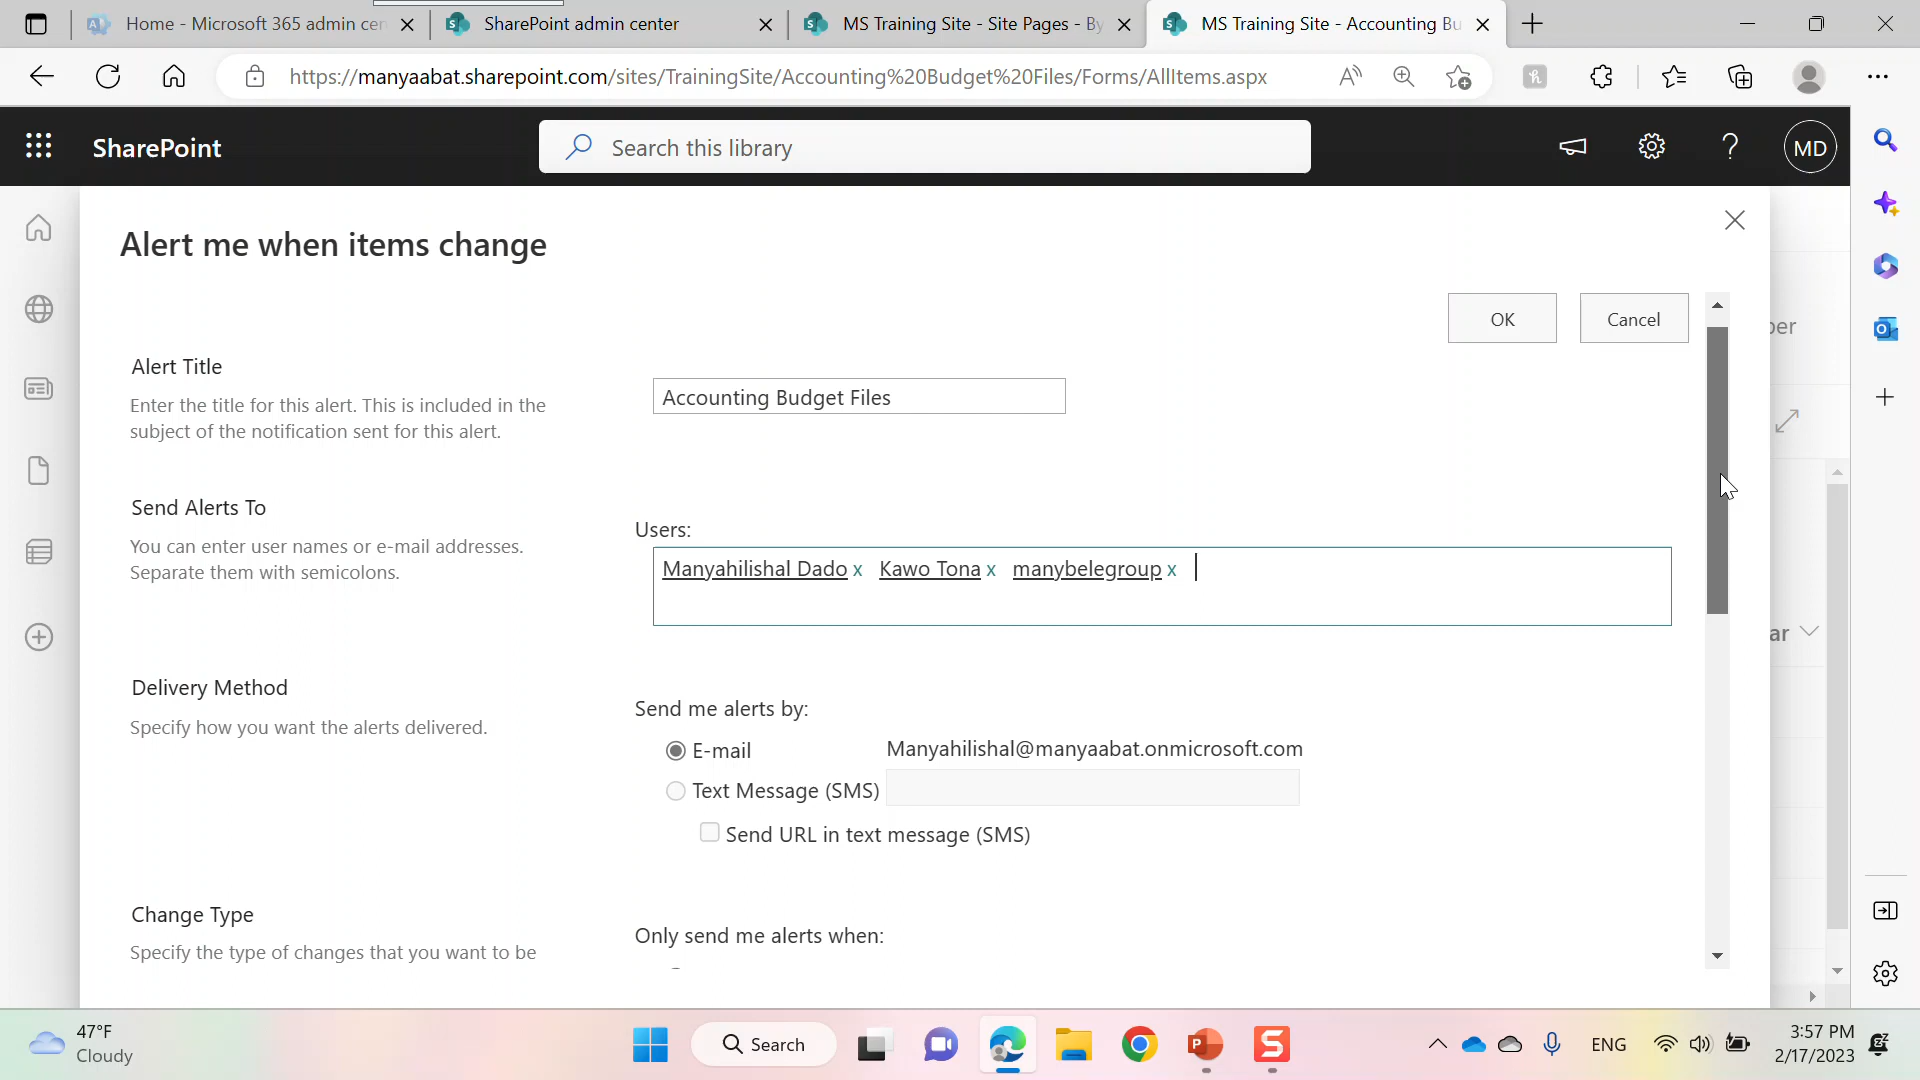 Home - Microsoft 365 admin cen
SharePoint admin center
MS Training Site - Site Pages - By
MS Training Site - Accounting Bu
https://manyaabat.sharepoint.com/sites/TrainingSite/Accounting%20Budget%20Files/Forms/AllItems.aspx
SharePoint
Search this library
MD
Alert me when items change
OK
Cancel
Alert Title
Enter the title for this alert. This is included in the
subject of the notification sent for this alert.
Accounting Budget Files
Send Alerts To
You can enter user names or e-mail addresses.
Separate them with semicolons.
Users:
Manyahilishal Dado x Kawo Tona x manybelegroup x
Delivery Method
Specify how you want the alerts delivered.
Send me alerts by:
E-mail
Manyahilishal@manyaabat.onmicrosoft.com
Text Message (SMS)
Send URL in text message (SMS)
Change Type
Specify the type of changes that you want to be
Only send me alerts when:
47°F
Cloudy
Search
ENG
3:57 PM
2/17/2023